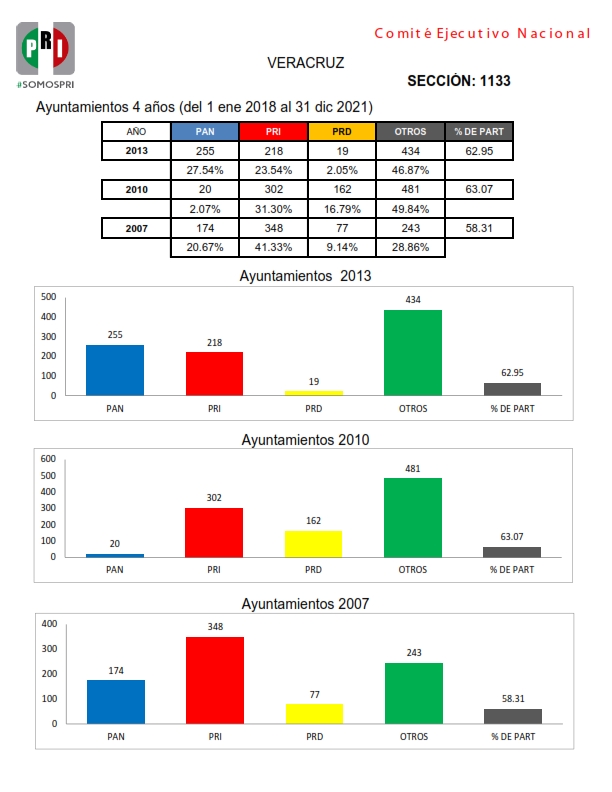 Comité Ejecutivo Nacional
PRI
#SOMOSPRI
VERACRUZ
SECCIÓN: 1133
Ayuntamientos 4 años (del 1 ene 2018 al 31 dic 2021)
AÑO PAN PRI PRD OTROS % DE PART
2013 255 218 19 434 62.95
27.54% 23.54% 2.05% 46.87%
2010 20 302 162 481 63.07
2.07% 31.30% 16.79% 49.84%
2007 174 348 77 243 58.31
20.67% 41.33% 9.14% 28.86%
Ayuntamientos 2013
500
400
300
200
100
0
255
218
19
434
62.95
PAN PRI PRD OTROS % DE PART
Ayuntamientos 2010
600
500
400
300
200
100
0
20
302
162
481
63.07
PAN PRI PRD OTROS % DE PART
Ayuntamientos 2007
400
300
200
100
0
174
348
77
243
58.31
PAN PRI PRD OTROS % DE PART